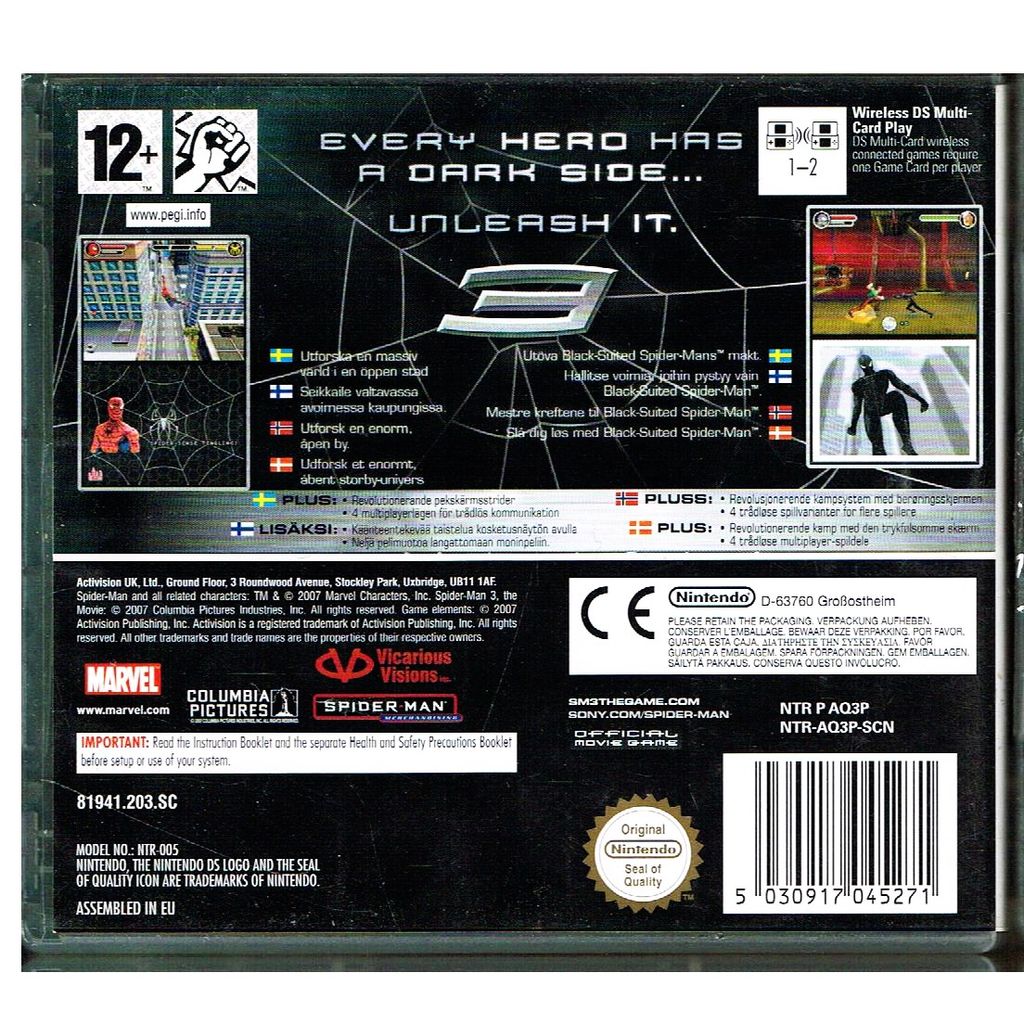 12+
TM
TM
www.pegi.info
EVERY HERO HAS
A DARK SIDE...
UNLEASH IT.
3
1–2
Wireless DS Multi-
Card Play
DS Multi-Card wireless
connected games require
one Game Card per player
SPIDER-SENSE TINGLING!
Utforska en massiv
värld i en öppen stad
Seikkaile valtavassa
avoimessa kaupungissa.
Utforsk en enorm,
åpen by.
Udforsk et enormt,
åbent storby-univers
Utöva Black-Suited Spider-Mans™ makt.
Hallitse voimia, joihin pystyy vain
Black-Suited Spider-Man™.
Mestre kreftene til Black-Suited Spider-Man™.
Slå dig løs med Black-Suited Spider-Man™.
PLUS: • Revolutionerande pekskärmsstrider
• 4 multiplayerlägen för trådlös kommunikation
LISÄKSI: • Käänteentekevää taistelua kosketusnäytön avulla
• Neljä pelimuotoa langattomaan moninpeliin.
PLUSS: • Revolusjonerende kampsystem med berøringsskjermen
• 4 trådløse spillvarianter for flere spillere
PLUS: • Revolutionerende kamp med den trykfølsomme skærm
• 4 trådløse multiplayer-spildele
Activision UK, Ltd., Ground Floor, 3 Roundwood Avenue, Stockley Park, Uxbridge, UB11 1AF.
Spider-Man and all related characters: TM & © 2007 Marvel Characters, Inc. Spider-Man 3, the
Movie: © 2007 Columbia Pictures Industries, Inc. All rights reserved. Game elements: © 2007
Activision Publishing, Inc. Activision is a registered trademark of Activision Publishing, Inc. All rights
reserved. All other trademarks and trade names are the properties of their respective owners.
MARVEL
www.marvel.com
COLUMBIA
PICTURES
Vicarious
Visions Inc.
SPIDER-MAN™
MERCHANDISING
IMPORTANT: Read the Instruction Booklet and the separate Health and Safety Precautions Booklet
before setup or use of your system.
81941.203.SC
MODEL NO.: NTR-005
NINTENDO, THE NINTENDO DS LOGO AND THE SEAL
OF QUALITY ICON ARE TRADEMARKS OF NINTENDO.
ASSEMBLED IN EU
CE
Nintendo® D-63760 Großostheim
PLEASE RETAIN THE PACKAGING. VERPACKUNG AUFHEBEN.
CONSERVER L'EMBALLAGE. BEWAAR DEZE VERPAKKING. POR FAVOR,
GUARDA ESTA CAJA. ΔΙΑΤΗΡΗΣΤΕ ΤΗΝ ΣΥΣΚΕΥΑΣΙΑ. FAVOR
GUARDAR A EMBALAGEM. SPARA FÖRPACKNINGEN. GEM EMBALLAGEN.
SÄILYTÄ PAKKAUS. CONSERVA QUESTO INVOLUCRO.
SM3THEGAME.COM
SONY.COM/SPIDER-MAN
OFFICIAL
MOVIE GAME
NTR P AQ3P
NTR-AQ3P-SCN
Original
Nintendo
Seal of
Quality
TM
5 030917 045271